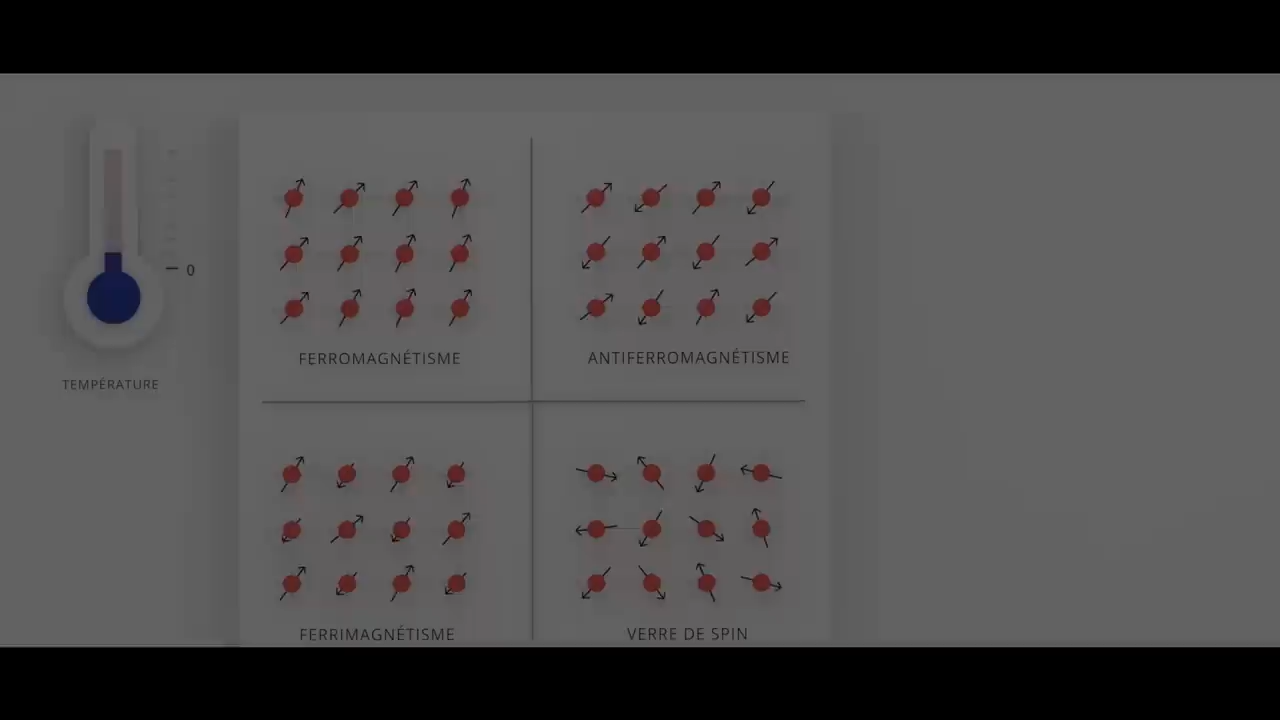 0
TEMPÉRATURE
FERROMAGNÉTISME
ANTIFERROMAGNÉTISME
FERRIMAGNÉTISME
VERRE DE SPIN